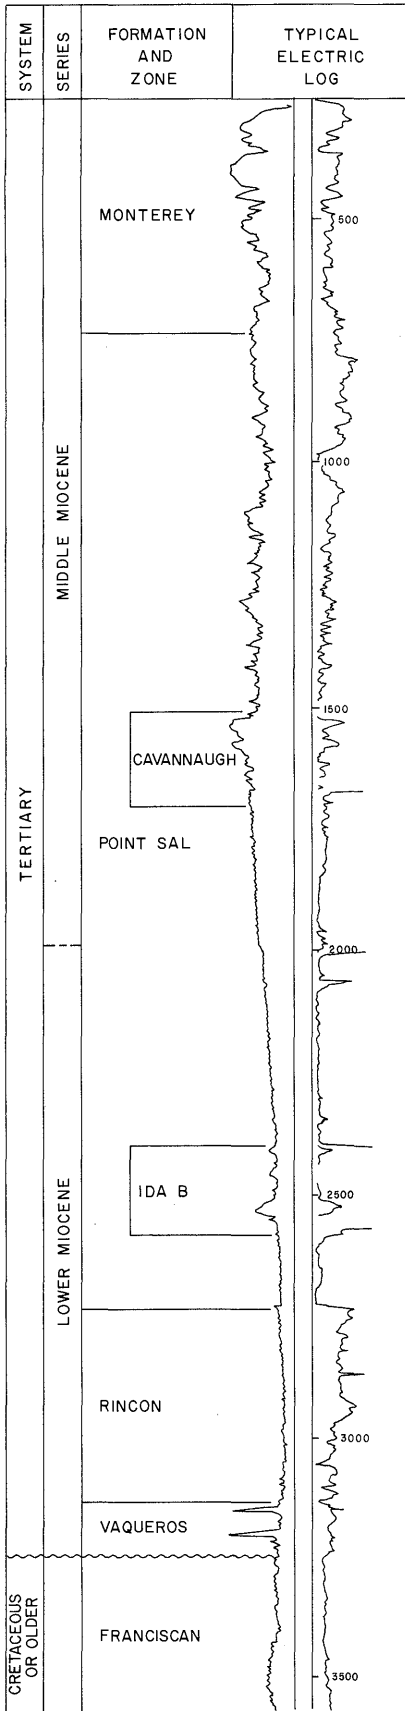 SYSTEM
SERIES
FORMATION
AND
ZONE
TYPICAL
ELECTRIC
LOG
MONTEREY
500
1000
MIDDLE MIOCENE
1500
CAVANNAUGH
TERTIARY
POINT SAL
2000
IDA B
2500
LOWER MIOCENE
RINCON
3000
VAQUEROS
CRETACEOUS
OR OLDER
FRANCISCAN
3500